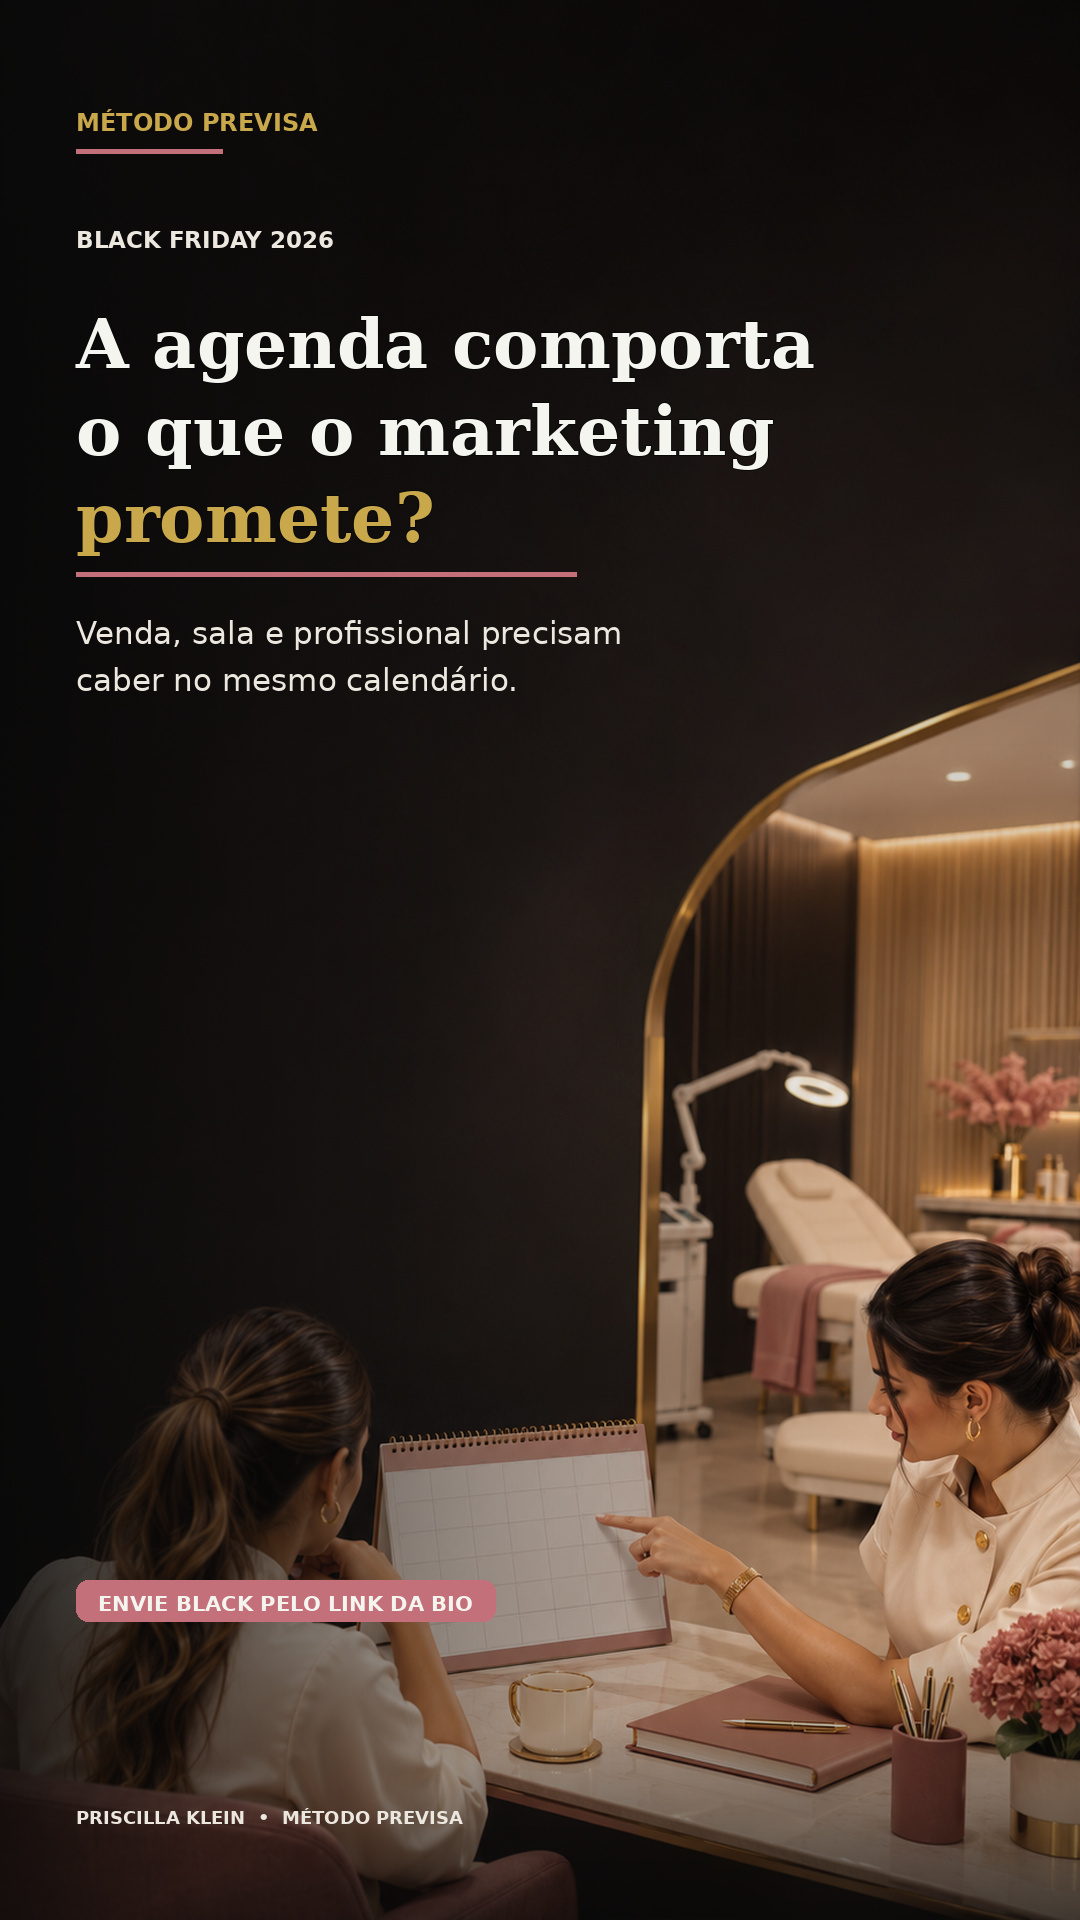 MÉTODO PREVISA
BLACK FRIDAY 2026
A agenda comporta
o que o marketing
promete?
Venda, sala e profissional precisam
caber no mesmo calendário.
ENVIE BLACK PELO LINK DA BIO
PRISCILLA KLEIN • MÉTODO PREVISA